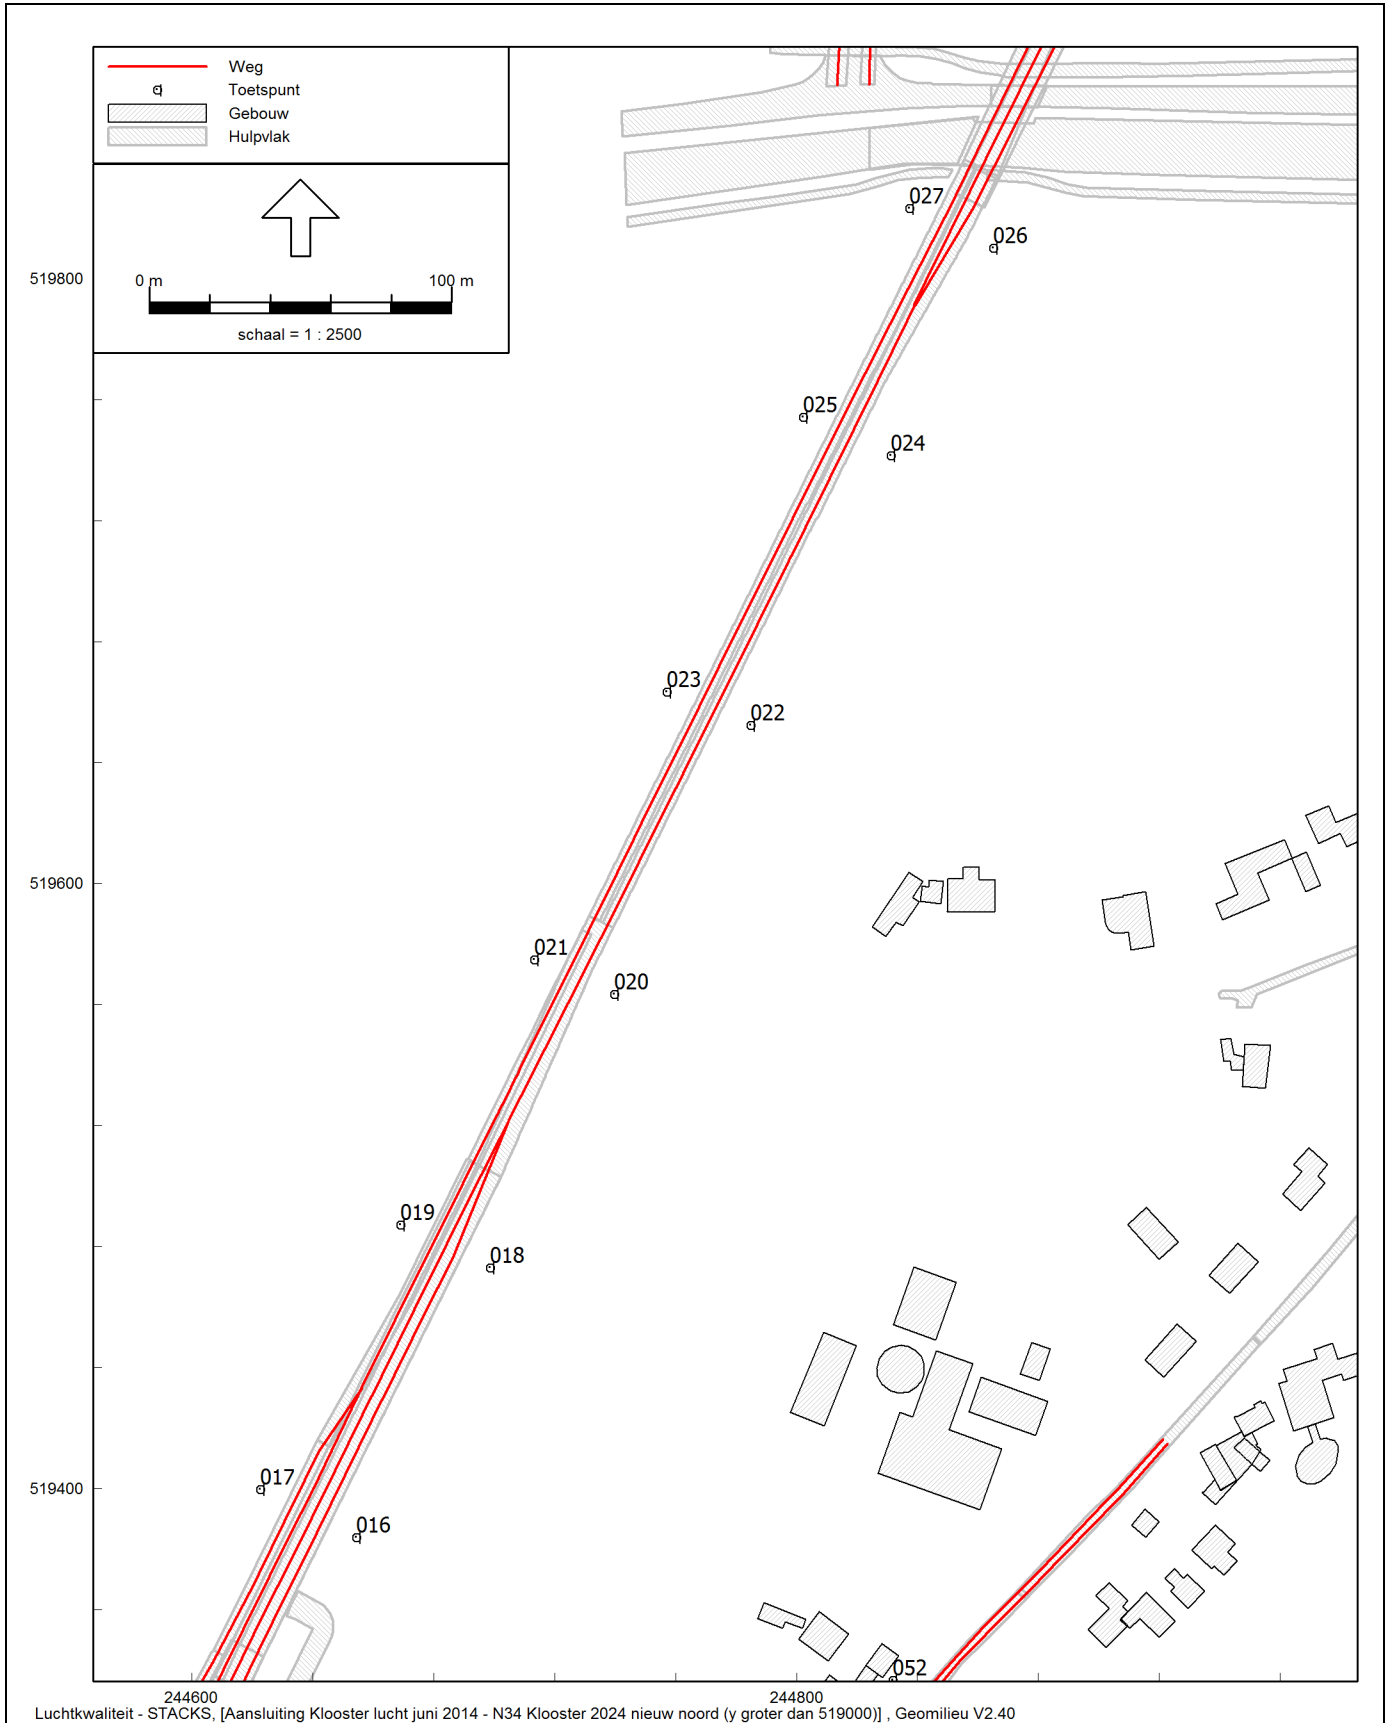 Weg
Toetspunt
Gebouw
Hulpvlak
0 m 100 m
schaal = 1 : 2500
027
026
519800
025
024
023
022
519600
021
020
019
018
017
519400
016
052
244600 244800
Luchtkwaliteit - STACKS, [Aansluiting Klooster lucht juni 2014 - N34 Klooster 2024 nieuw noord (y groter dan 519000)] , Geomilieu V2.40